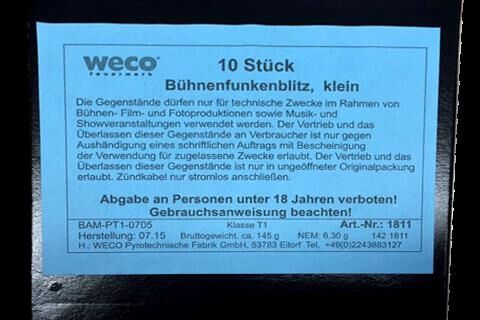 weco®
feuerwerk
10 Stück
Bühnenfunkenblitz, klein
Die Gegenstände dürfen nur für technische Zwecke im Rahmen von
Bühnen- Film- und Fotoproduktionen sowie Musik- und
Showveranstaltungen verwendet werden. Der Vertrieb und das
Überlassen dieser Gegenstände an Verbraucher ist nur gegen
Aushändigung eines schriftlichen Auftrags mit Bescheinigung
der Verwendung für zugelassene Zwecke erlaubt. Der Vertrieb und das
Überlassen dieser Gegenstände ist nur in ungeöffneter Originalpackung
erlaubt. Zündkabel nur stromlos anschließen.
Abgabe an Personen unter 18 Jahren verboten!
Gebrauchsanweisung beachten!
BAM-PT1-0705 Klasse T1 Art.-Nr.: 1811
Herstellung: 07.15 Bruttogewicht: ca. 145 g NEM: 6,30 g 142 1811
H.: WECO Pyrotechnische Fabrik GmbH, 53783 Eitorf Tel. +49(0)2243883127